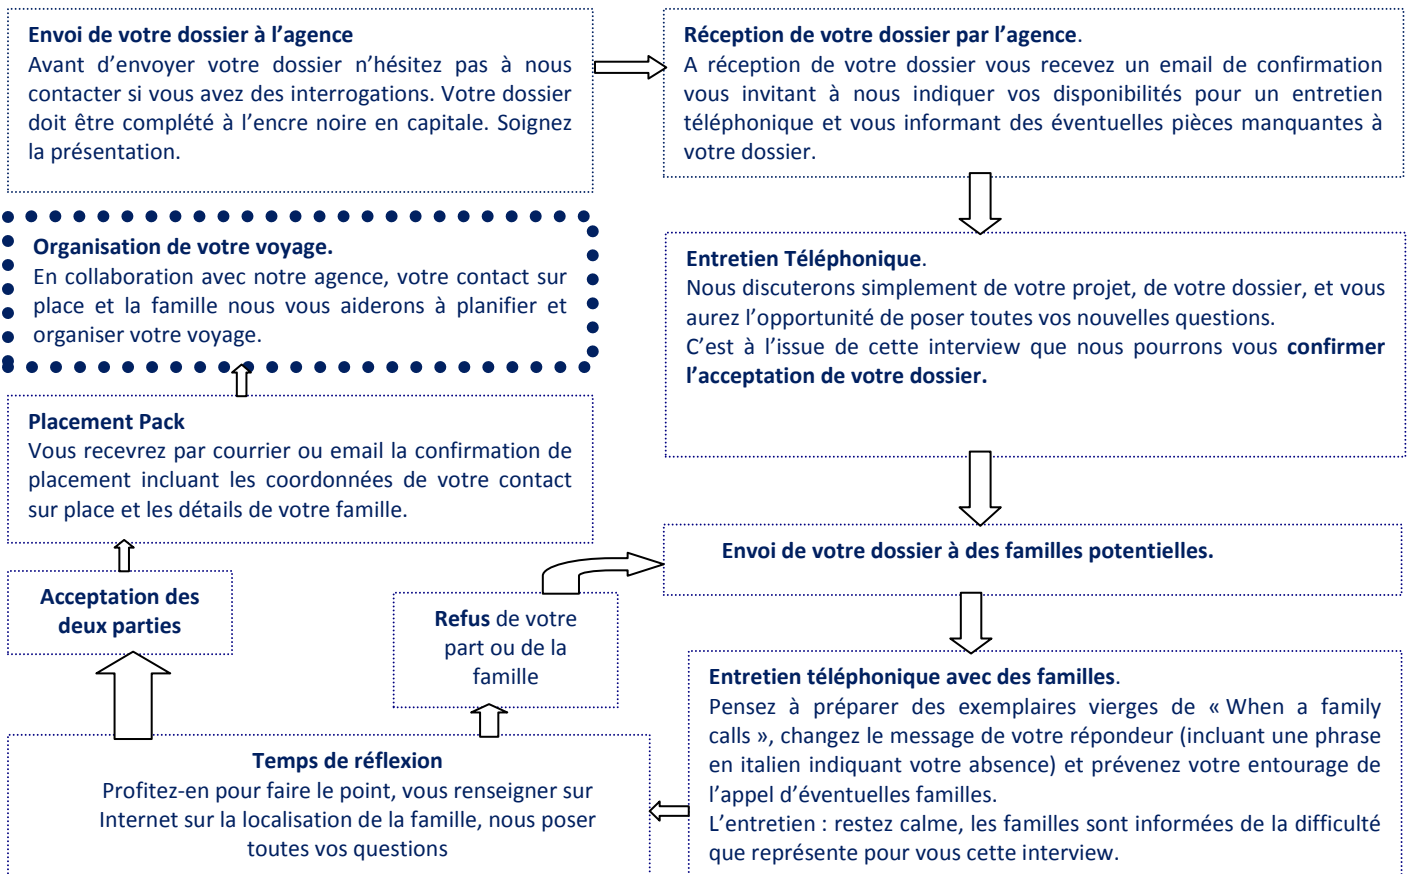 Envoi de votre dossier à l’agence
Avant d’envoyer votre dossier n’hésitez pas à nous
contacter si vous avez des interrogations. Votre dossier
doit être complété à l’encre noire en capitale. Soignez
la présentation.
Réception de votre dossier par l’agence.
A réception de votre dossier vous recevez un email de confirmation
vous invitant à nous indiquer vos disponibilités pour un entretien
téléphonique et vous informant des éventuelles pièces manquantes à
votre dossier.
Entretien Téléphonique.
Nous discuterons simplement de votre projet, de votre dossier, et vous
aurez l’opportunité de poser toutes vos nouvelles questions.
C’est à l’issue de cette interview que nous pourrons vous confirmer
l’acceptation de votre dossier.
Envoi de votre dossier à des familles potentielles.
Entretien téléphonique avec des familles.
Pensez à préparer des exemplaires vierges de « When a family
calls », changez le message de votre répondeur (incluant une phrase
en italien indiquant votre absence) et prévenez votre entourage de
l’appel d’éventuelles familles.
L’entretien : restez calme, les familles sont informées de la difficulté
que représente pour vous cette interview.
Temps de réflexion
Profitez-en pour faire le point, vous renseigner sur
Internet sur la localisation de la famille, nous poser
toutes vos questions
Refus de votre
part ou de la
famille
Acceptation des
deux parties
Placement Pack
Vous recevrez par courrier ou email la confirmation de
placement incluant les coordonnées de votre contact
sur place et les détails de votre famille.
Organisation de votre voyage.
En collaboration avec notre agence, votre contact sur
place et la famille nous vous aiderons à planifier et
organiser votre voyage.